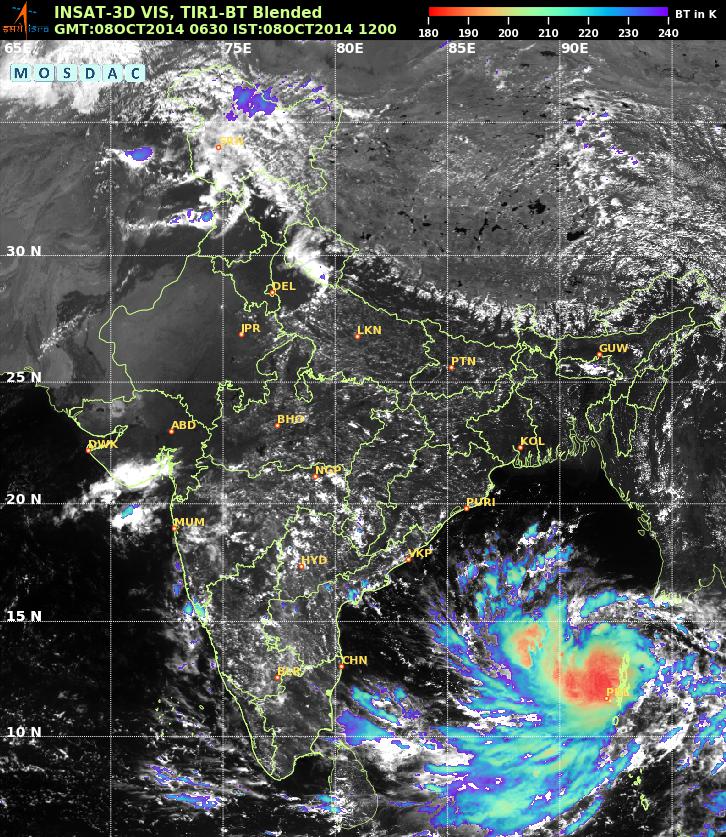 INSAT-3D VIS, TIR1-BT Blended
GMT:08OCT2014 0630 IST:08OCT2014 1200
BT in K
180 190 200 210 220 230 240
65E 75E 80E 85E 90E
MOSDAC
SRN
30 N
DEL
JPR
LKN
GUW
PTN
25 N
ABD
BHO
DWK
KOL
NGP
20 N
PURI
MUM
VKP
HYD
15 N
CHN
BLR
PBL
10 N